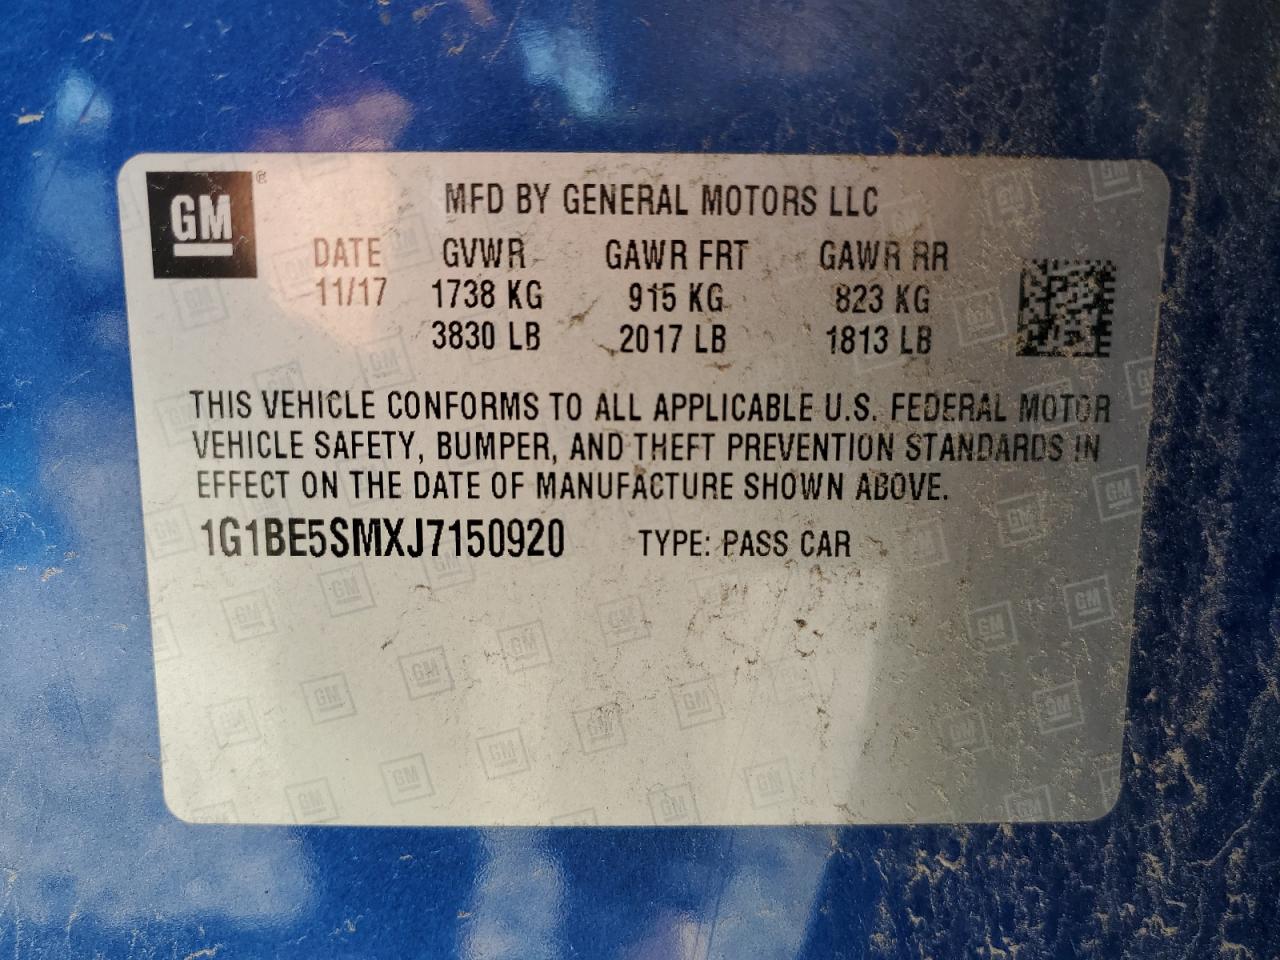 GM ®
MFD BY GENERAL MOTORS LLC
DATE GVWR GAWR FRT GAWR RR
11/17 1738 KG 915 KG 823 KG
3830 LB 2017 LB 1813 LB
THIS VEHICLE CONFORMS TO ALL APPLICABLE U.S. FEDERAL MOTOR
VEHICLE SAFETY, BUMPER, AND THEFT PREVENTION STANDARDS IN
EFFECT ON THE DATE OF MANUFACTURE SHOWN ABOVE.
1G1BE5SMXJ7150920 TYPE: PASS CAR